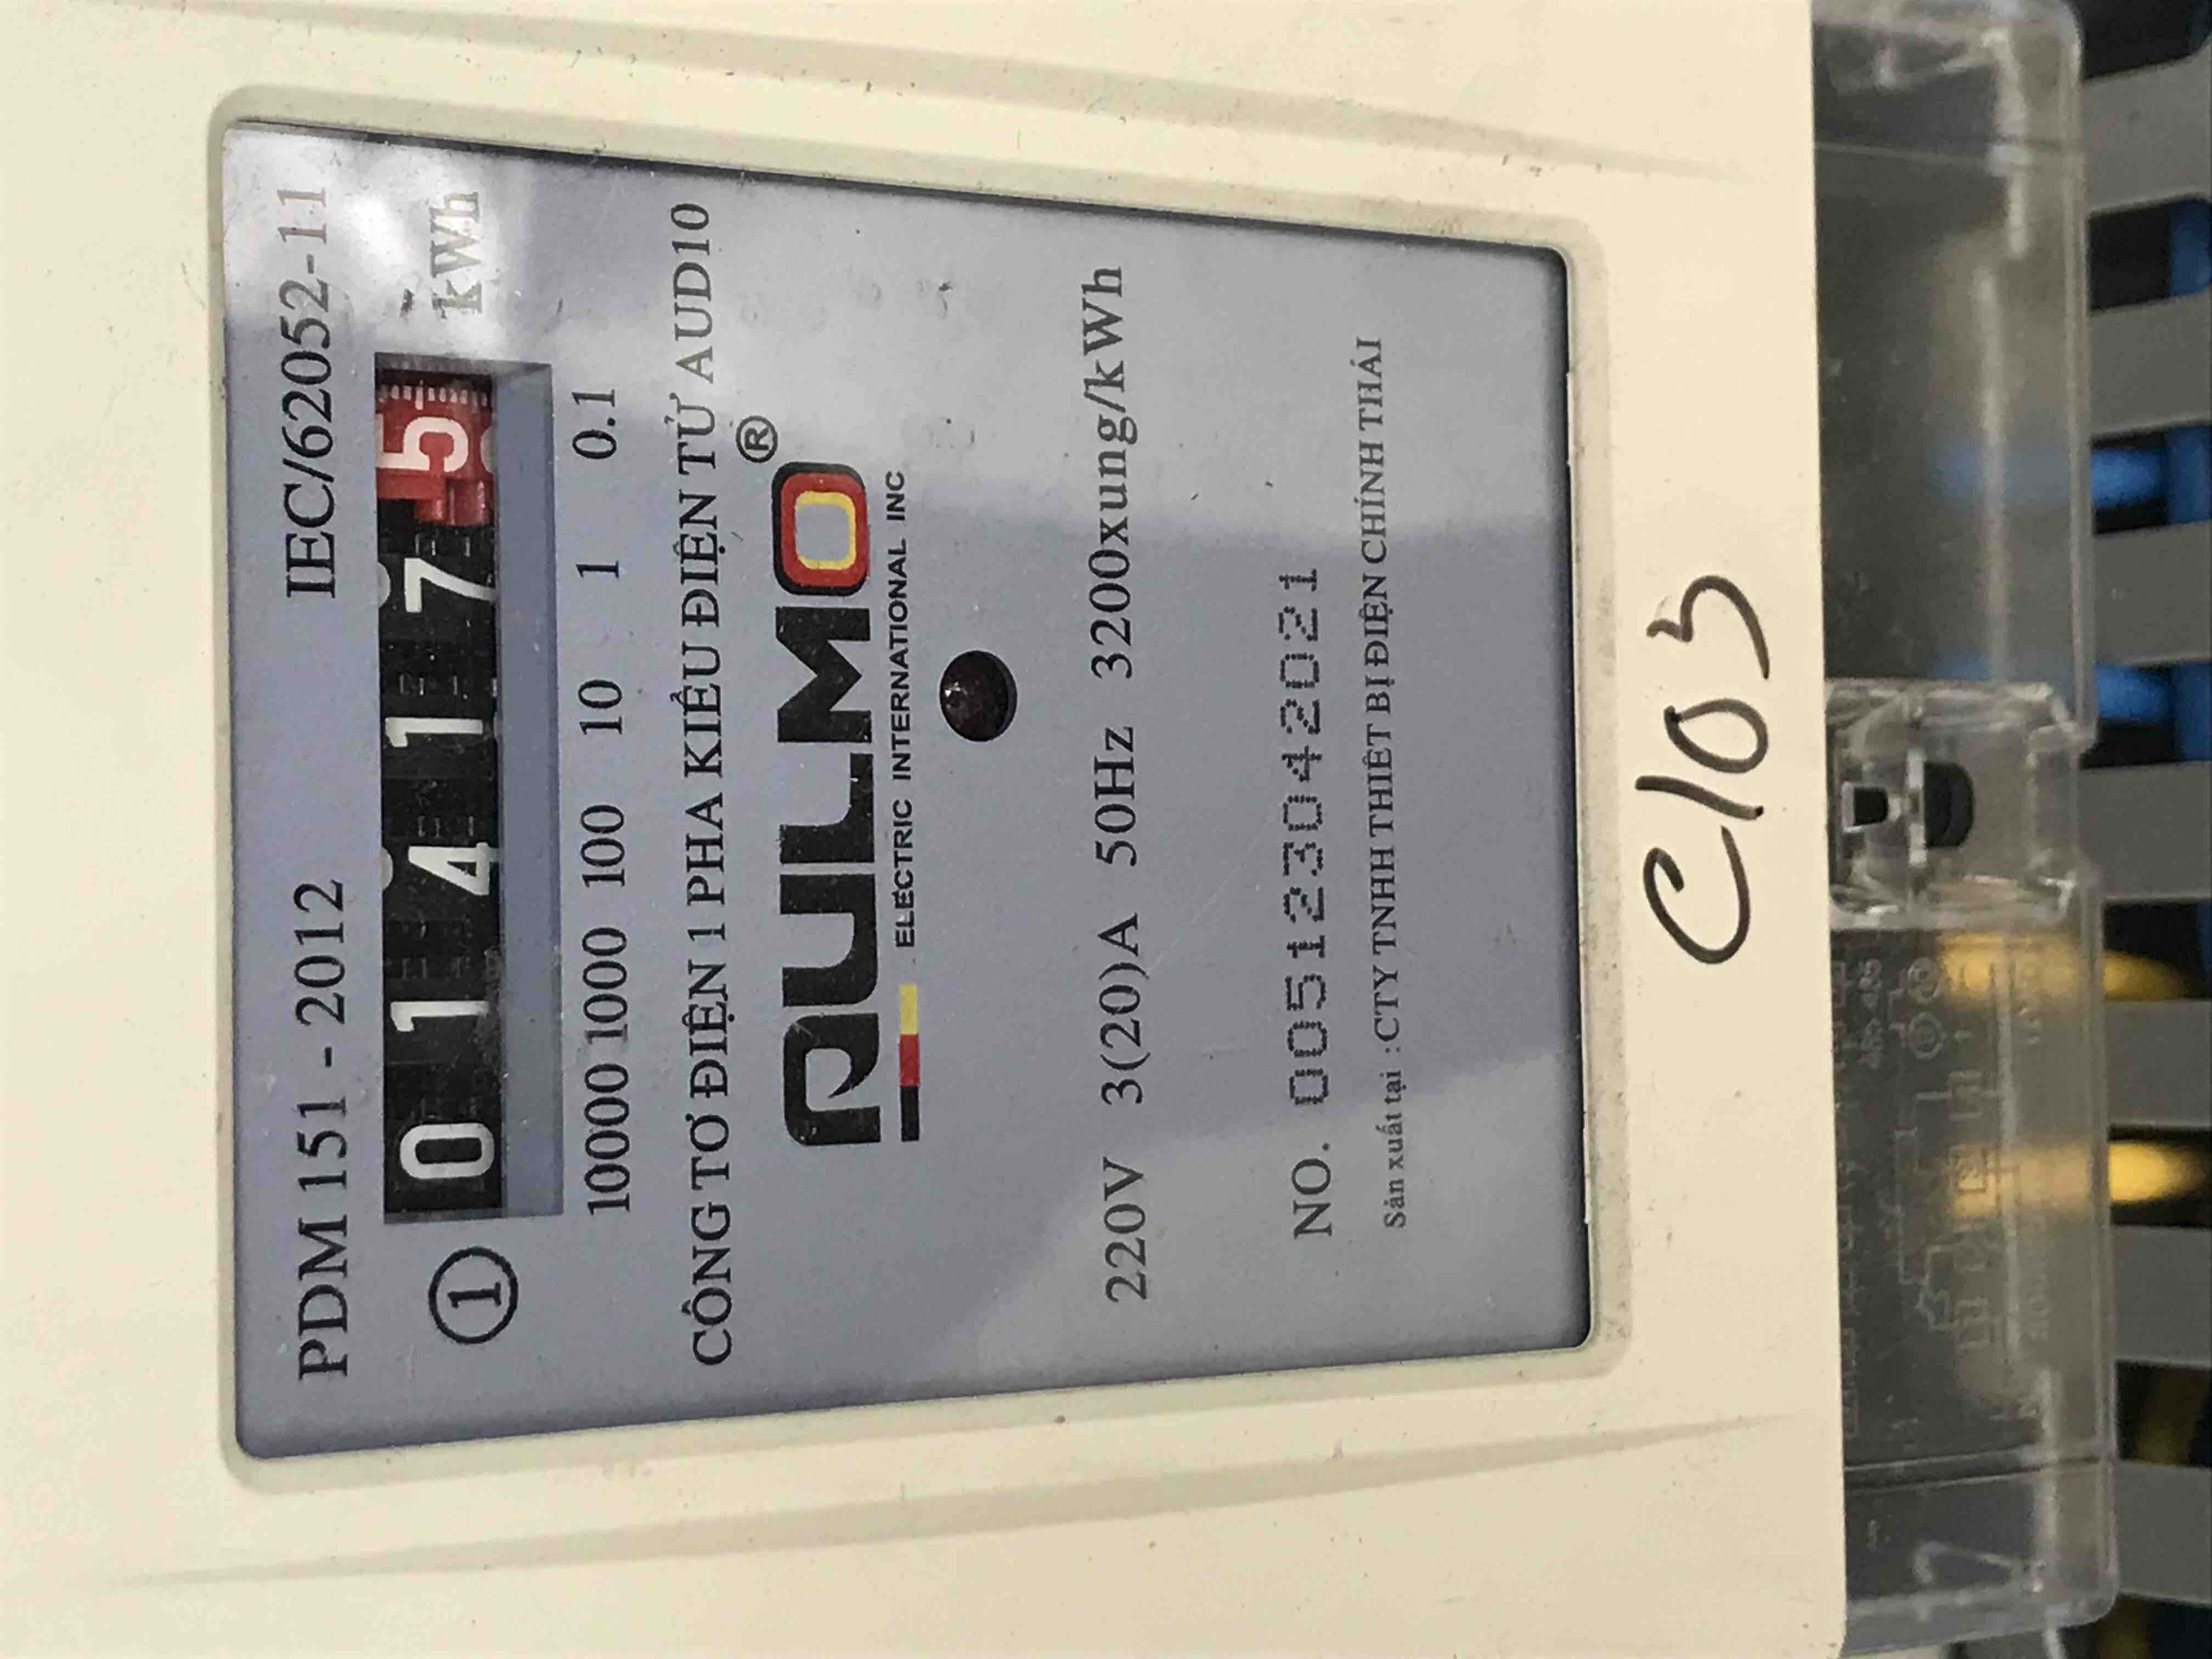 PDM 151 - 2012 IEC/62052-11
1 0 1 4 1 7 5 kWh
10000 1000 100 10 1 0.1
CÔNG TƠ ĐIỆN 1 PHA KIỂU ĐIỆN TỬ AUD10
AULMO®
ELECTRIC INTERNATIONAL INC
220V 3(20)A 50Hz 3200xung/kWh
NO. 005123042021
Sản xuất tại : CTY TNHH THIẾT BỊ ĐIỆN CHÍNH THÁI
C105